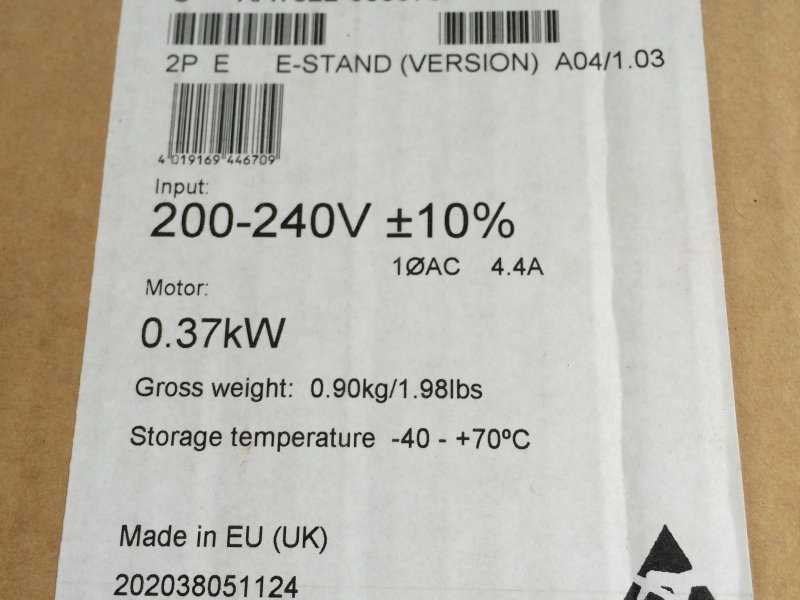 2P E E-STAND (VERSION) A04/1.03
4 019169 446709
Input:
200-240V ±10%
1ØAC 4.4A
Motor:
0.37kW
Gross weight: 0.90kg/1.98lbs
Storage temperature -40 - +70ºC
Made in EU (UK)
202038051124